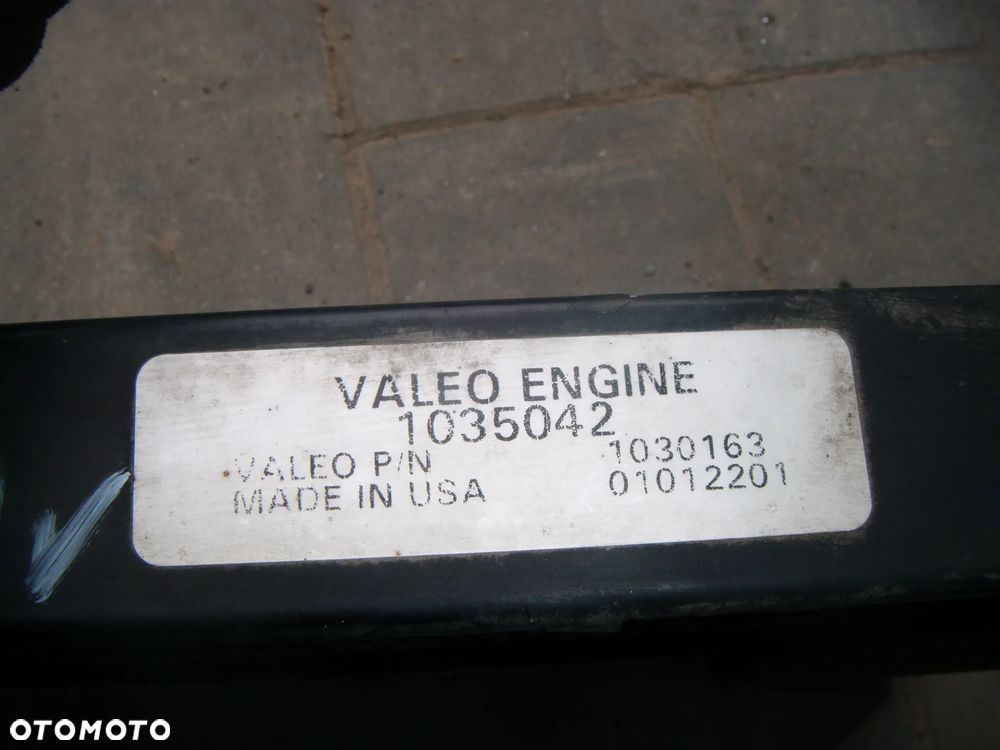 VALEO ENGINE
1035042
VALEO P/N 1030163
MADE IN USA 01012201
OTOMOTO